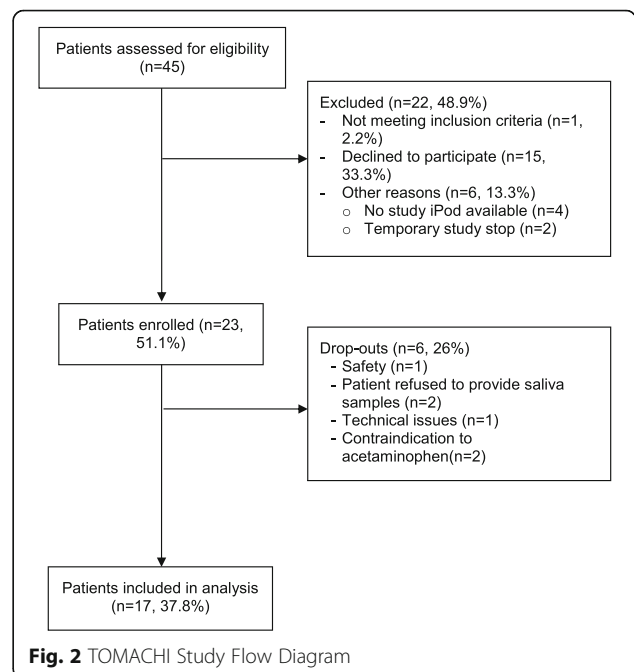 Patients assessed for eligibility
(n=45)
Excluded (n=22, 48.9%)
- Not meeting inclusion criteria (n=1,
2.2%)
- Declined to participate (n=15,
33.3%)
- Other reasons (n=6, 13.3%)
o No study iPod available (n=4)
o Temporary study stop (n=2)
Patients enrolled (n=23,
51.1%)
Drop-outs (n=6, 26%)
- Safety (n=1)
- Patient refused to provide saliva
samples (n=2)
- Technical issues (n=1)
- Contraindication to
acetaminophen(n=2)
Patients included in analysis
(n=17, 37.8%)
Fig. 2 TOMACHI Study Flow Diagram